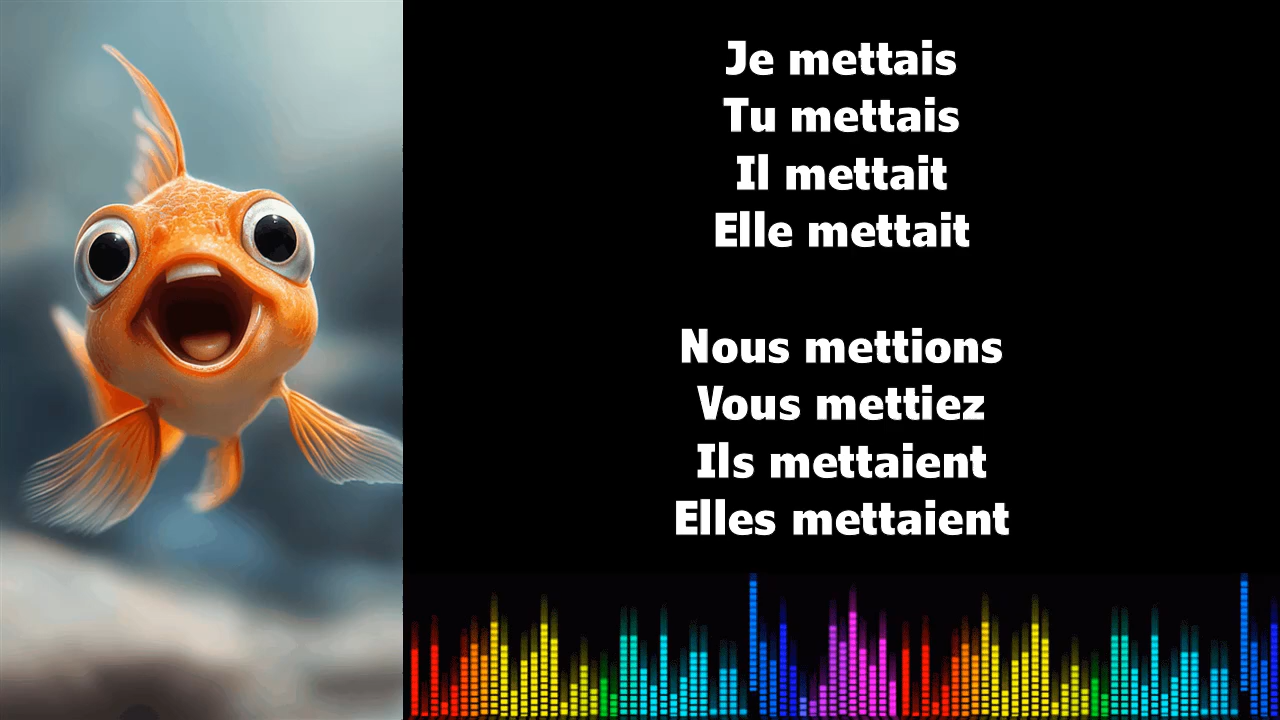 Je mettais
Tu mettais
Il mettait
Elle mettait
Nous mettions
Vous mettiez
Ils mettaient
Elles mettaient